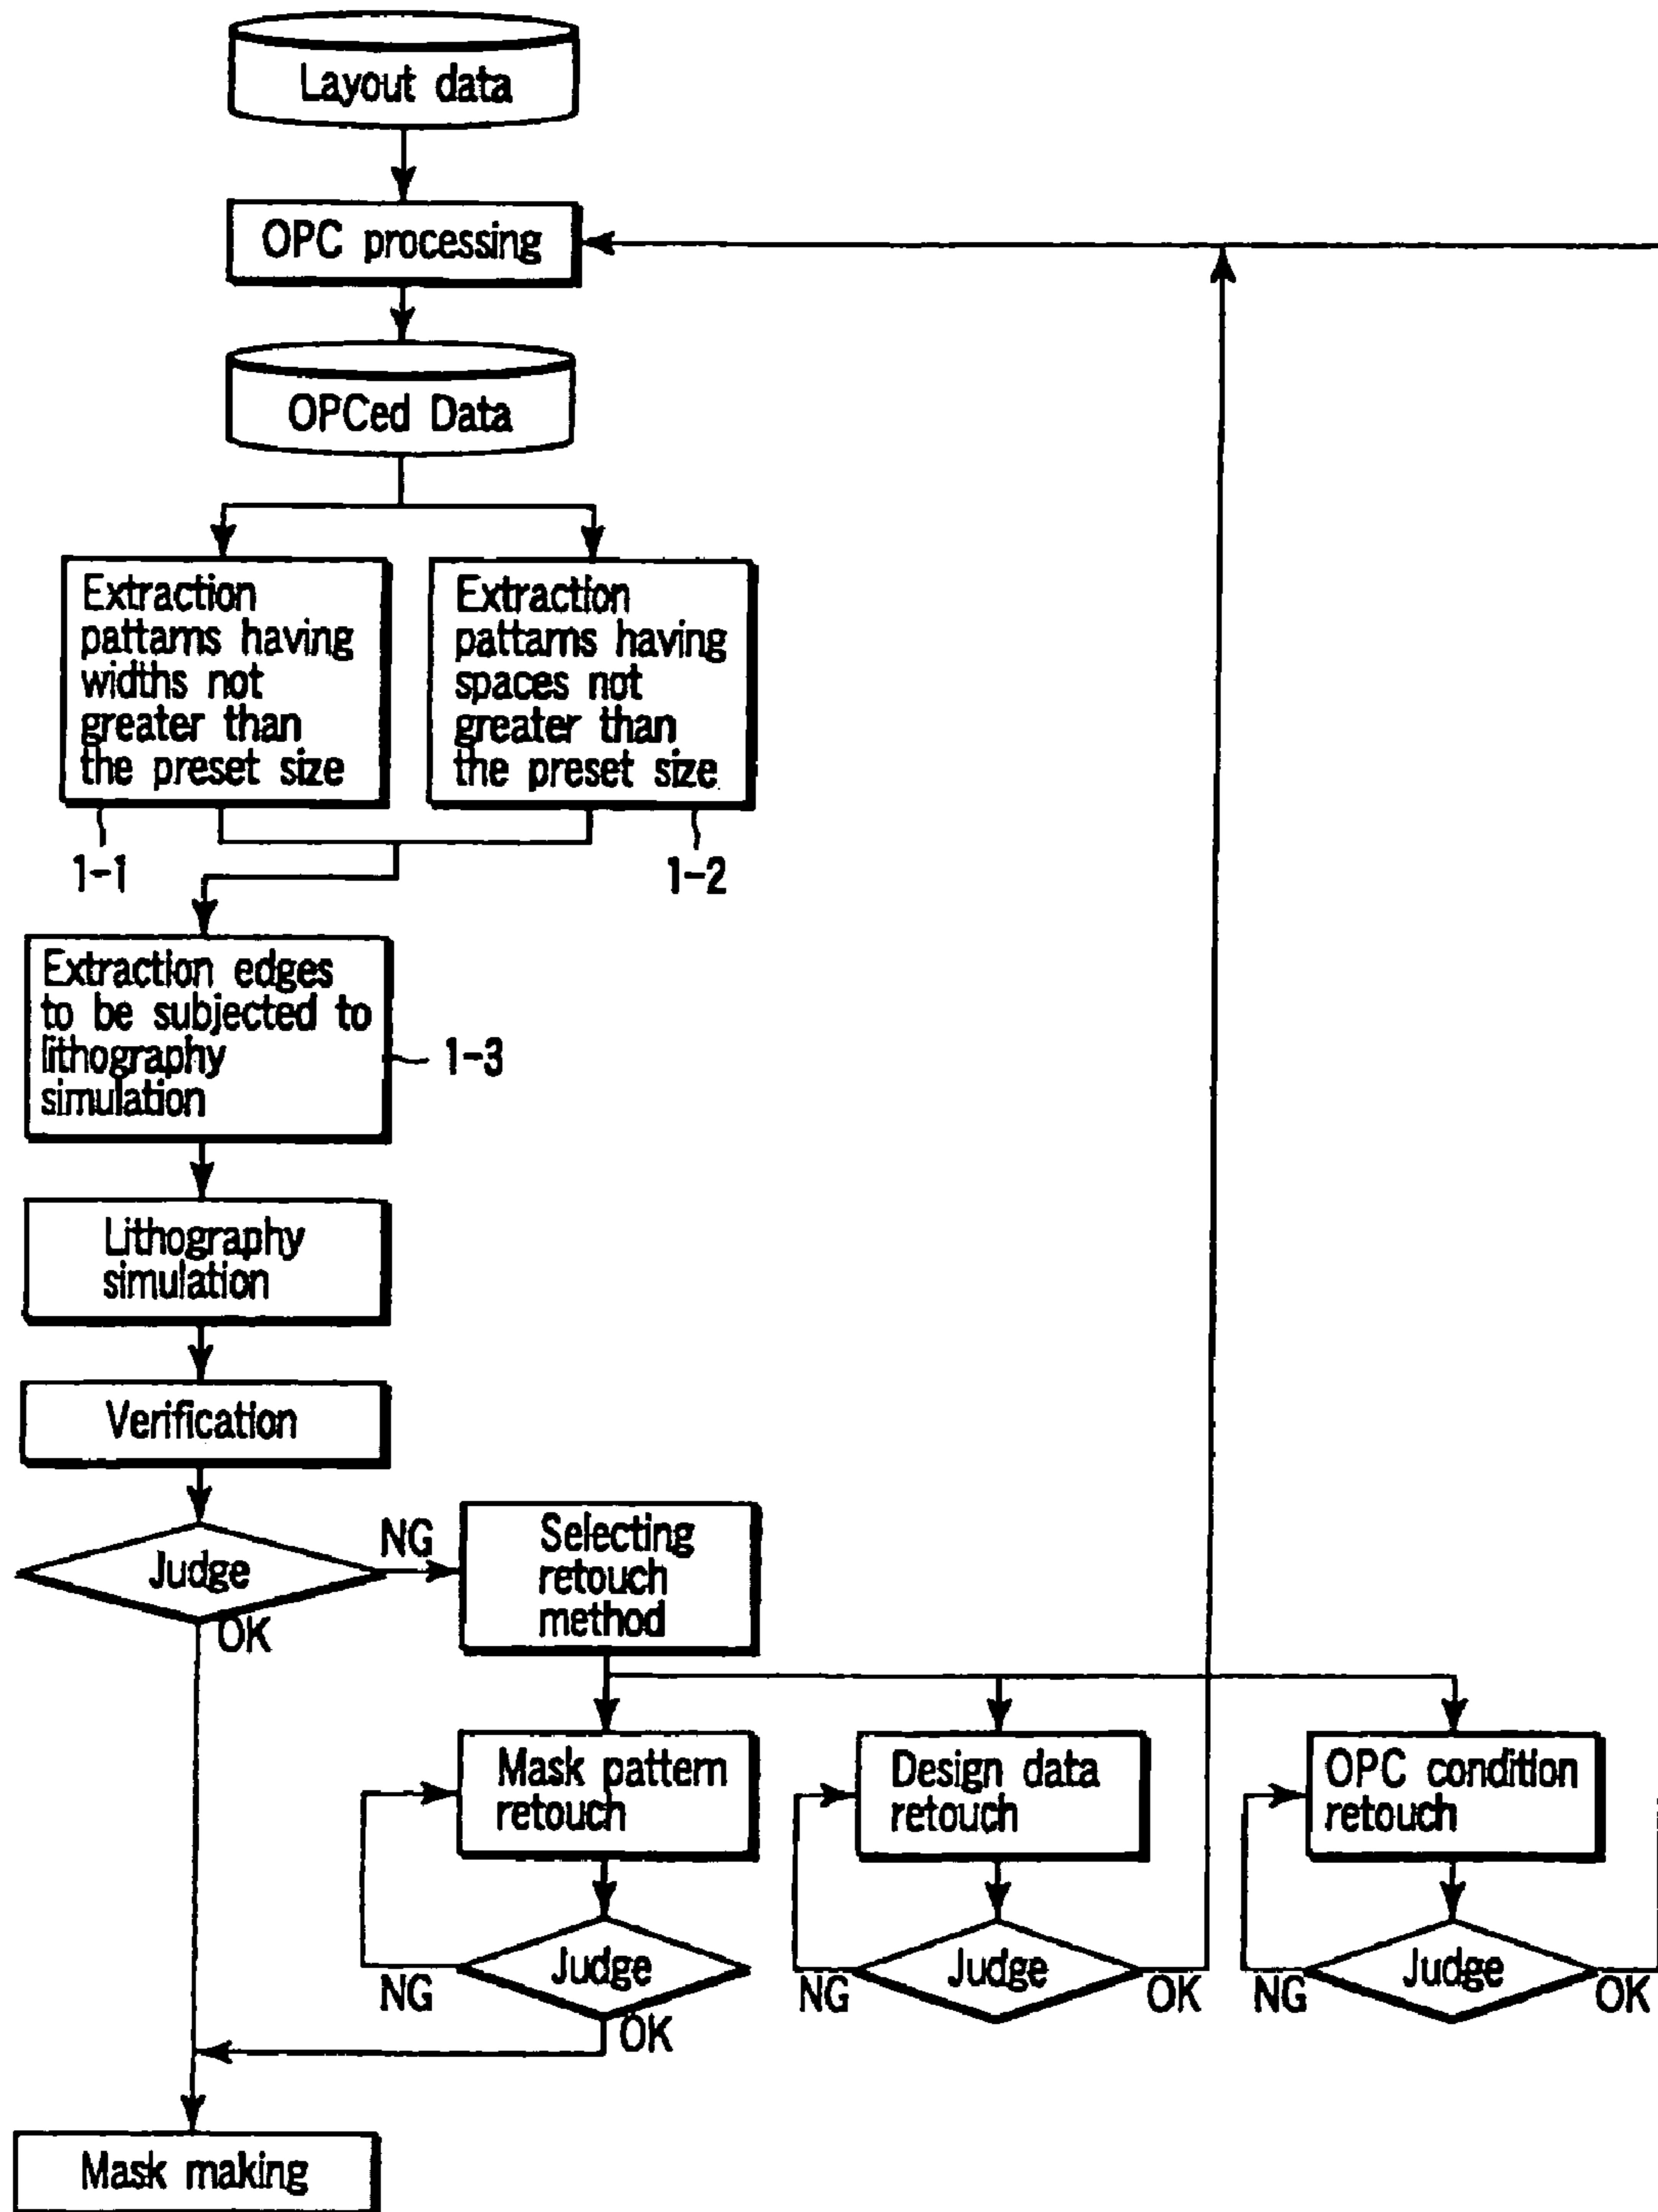 Layout data
OPC processing
OPCed Data
Extraction
pattarns having
widths not
greater than
the preset size
Extraction
pattarns having
spaces not
greater than
the preset size
1-1
1-2
Extraction edges
to be subjected to
lithography
simulation
1-3
Lithography
simulation
Verification
Judge
NG
OK
Selecting
retouch
method
Mask pattern
retouch
Design data
retouch
OPC condition
retouch
Judge
NG
OK
Judge
NG
OK
Judge
NG
OK
Mask making